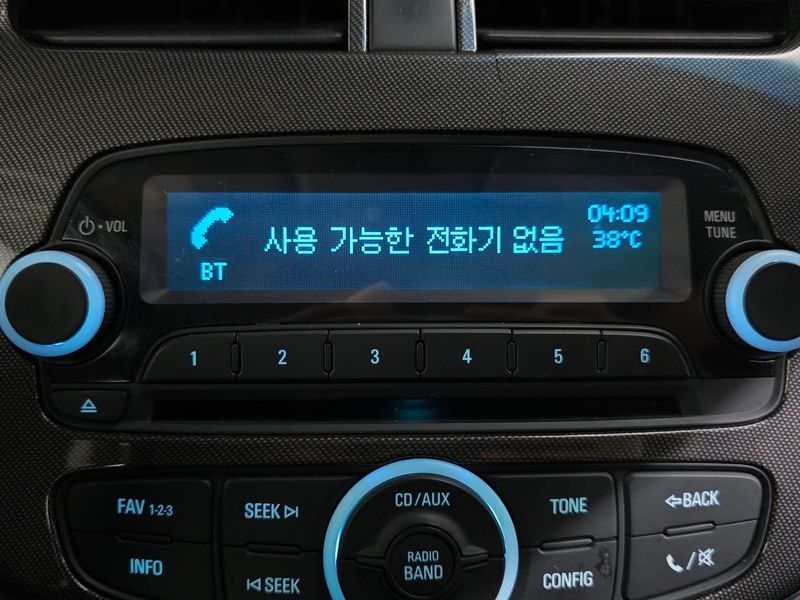 VOL
사용 가능한 전화기 없음
04:09
38°C
BT
MENU
TUNE
1 2 3 4 5 6
FAV 1-2-3
SEEK
CD/AUX
TONE
BACK
INFO
SEEK
RADIO
BAND
CONFIG